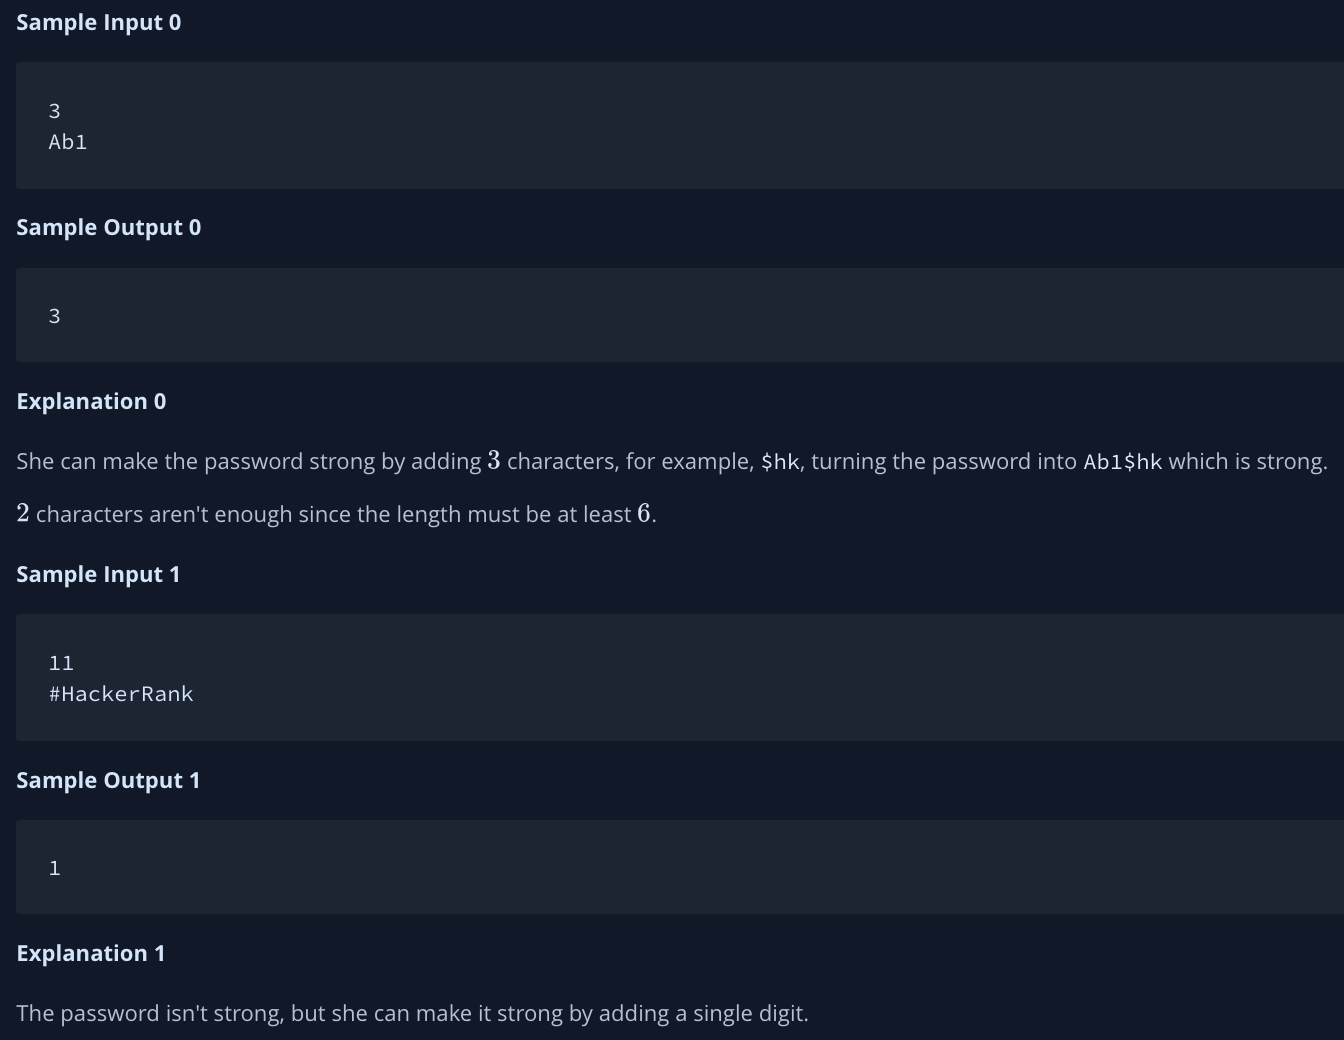 Sample Input 0
3
Ab1
Sample Output 0
3
Explanation 0
She can make the password strong by adding 3 characters, for example, $hk, turning the password into Ab1$hk which is strong.
2 characters aren't enough since the length must be at least 6.
Sample Input 1
11
#HackerRank
Sample Output 1
1
Explanation 1
The password isn't strong, but she can make it strong by adding a single digit.